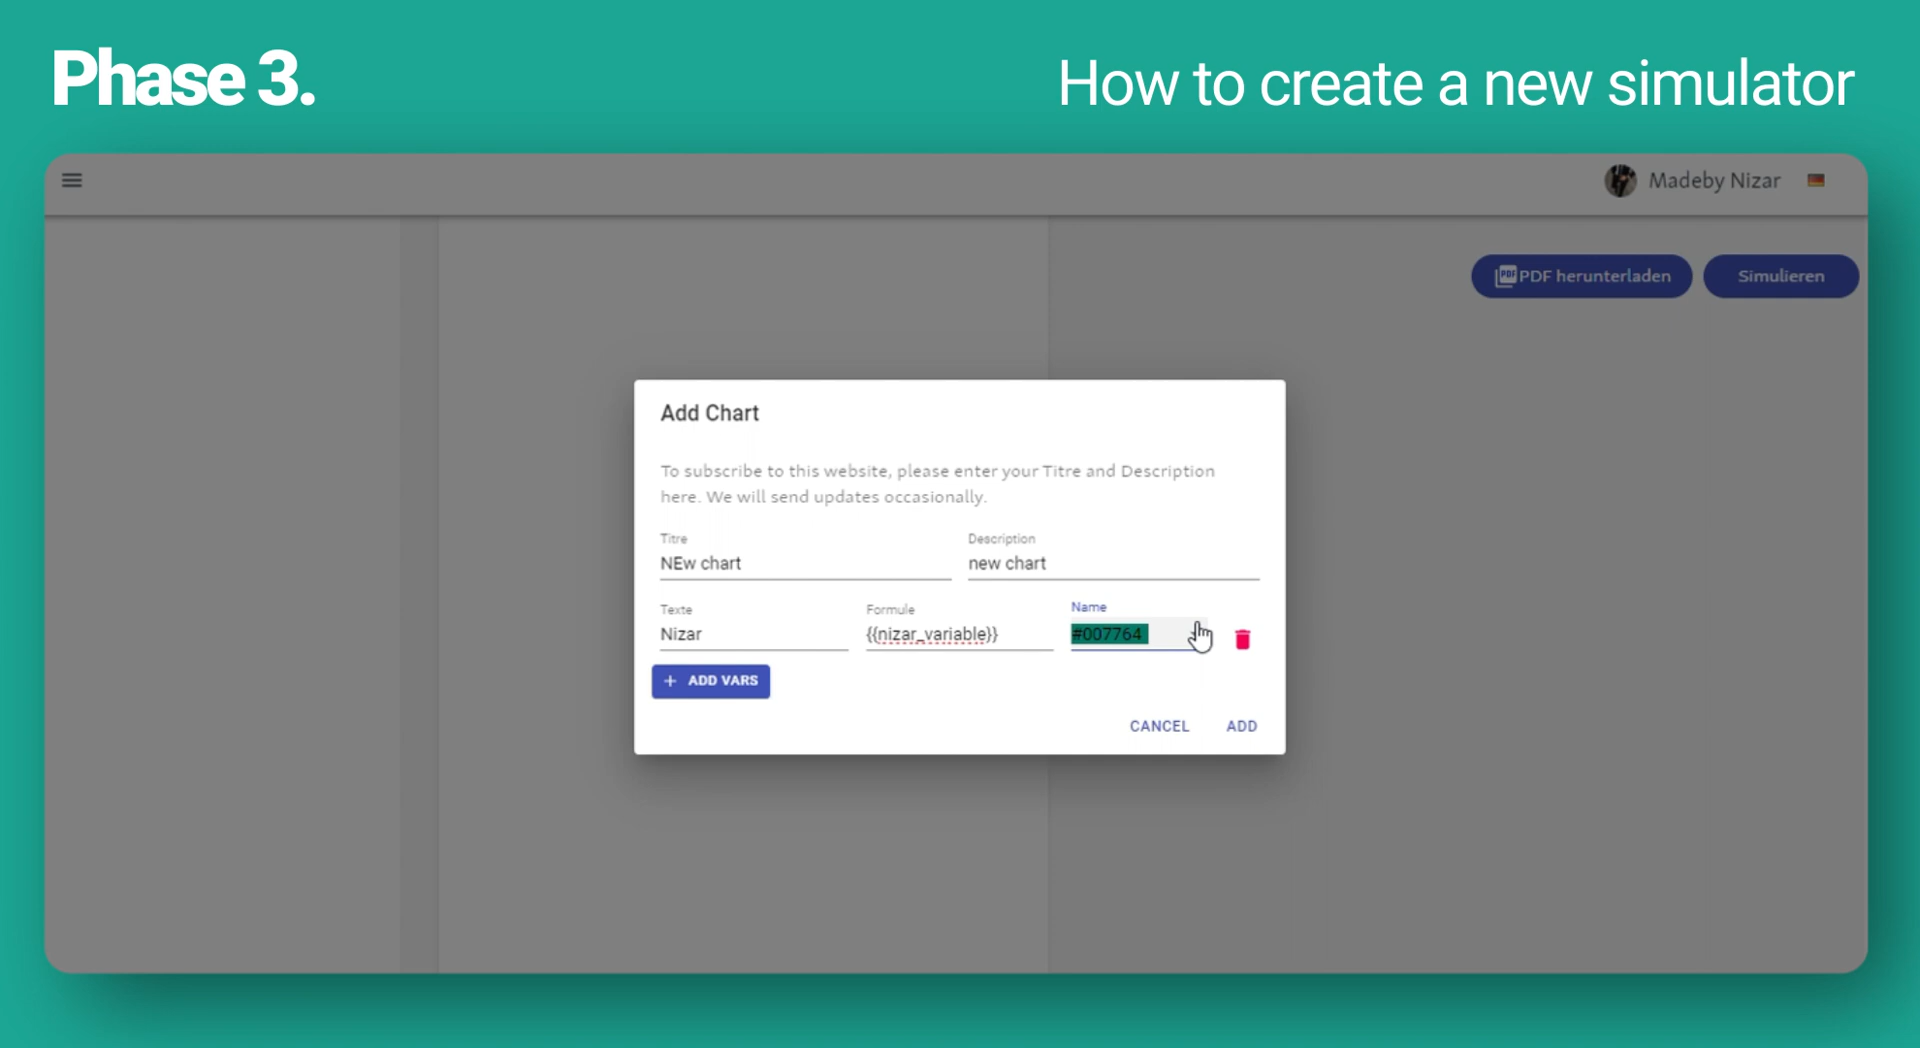 Phase 3.
How to create a new simulator
Madeby Nizar
PDF herunterladen
Simulieren
Add Chart
To subscribe to this website, please enter your Titre and Description
here. We will send updates occasionally.
Titre
Description
NEw chart
new chart
Texte
Formule
Name
Nizar
{{nizar_variable}}
#007764
+ ADD VARS
CANCEL
ADD